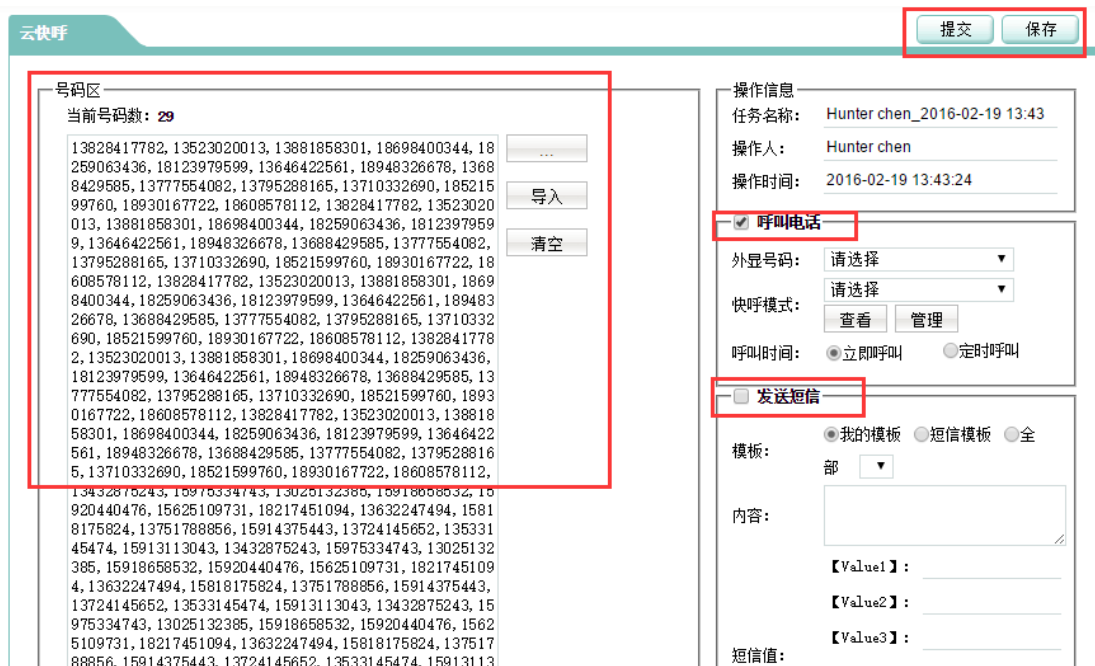 云快呼
提交
保存
号码区
当前号码数：29
13828417782,13523020013,13881858301,18698400344,18
259063436,18123979599,13646422561,18948326678,1368
8429585,13777554082,13795288165,13710332690,185215
99760,18930167722,18608578112,13828417782,13523020
013,13881858301,18698400344,18259063436,1812397959
9,13646422561,18948326678,13688429585,13777554082,
13795288165,13710332690,18521599760,18930167722,18
608578112,13828417782,13523020013,13881858301,1869
8400344,18259063436,18123979599,13646422561,189483
26678,13688429585,13777554082,13795288165,13710332
690,18521599760,18930167722,18608578112,1382841778
2,13523020013,13881858301,18698400344,18259063436,
18123979599,13646422561,18948326678,13688429585,13
777554082,13795288165,13710332690,18521599760,1893
0167722,18608578112,13828417782,13523020013,138818
58301,18698400344,18259063436,18123979599,13646422
561,18948326678,13688429585,13777554082,1379528816
5,13710332690,18521599760,18930167722,18608578112,
13432875243,15975334743,13025132385,15918658532,15
920440476,15625109731,18217451094,13632247494,1581
8175824,13751788856,15914375443,13724145652,135331
45474,15913113043,13432875243,15975334743,13025132
385,15918658532,15920440476,15625109731,1821745109
4,13632247494,15818175824,13751788856,15914375443,
13724145652,13533145474,15913113043,13432875243,15
975334743,13025132385,15918658532,15920440476,1562
5109731,18217451094,13632247494,15818175824,137517
88856,15914375443,13724145652,13533145474,15913113
...
导入
清空
操作信息
任务名称： Hunter chen_2016-02-19 13:43
操作人： Hunter chen
操作时间： 2016-02-19 13:43:24
呼叫电话
外显号码： 请选择
快呼模式： 请选择
查看 管理
呼叫时间： 立即呼叫 定时呼叫
发送短信
模板： 我的模板 短信模板 全
部
内容：
【Value1】：
【Value2】：
【Value3】：
短信值：